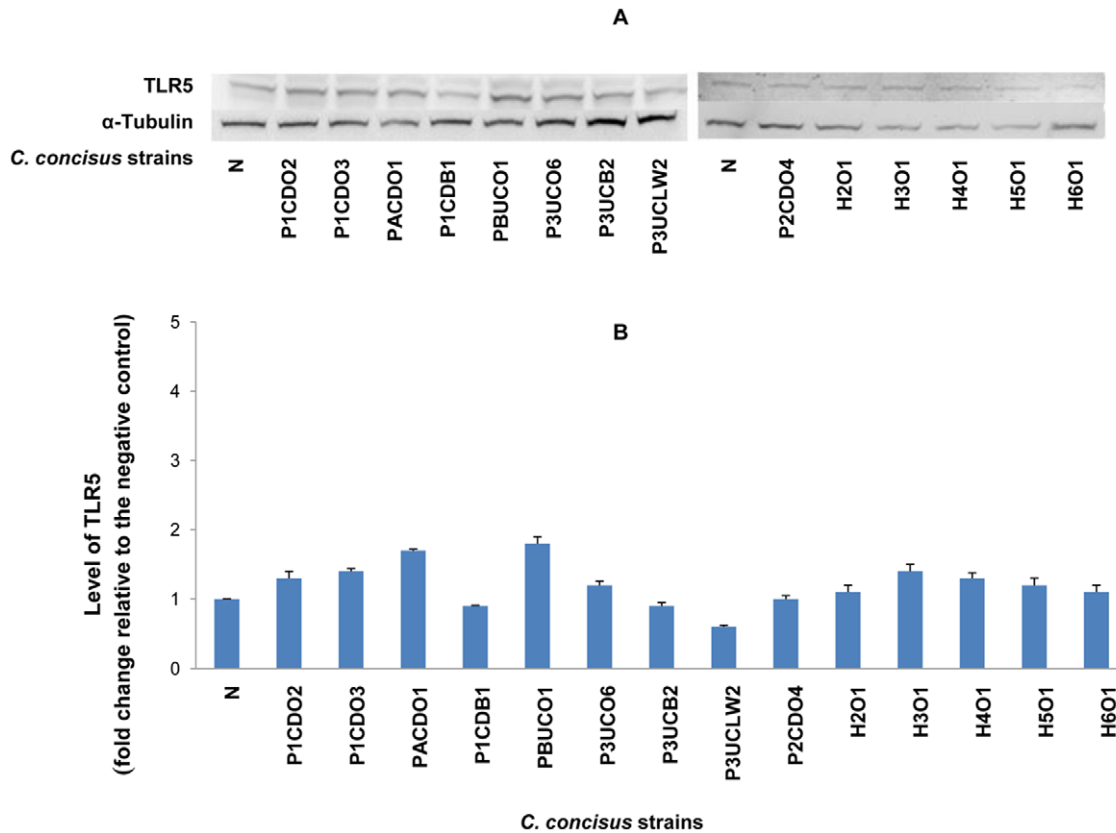 A
TLR5
α-Tubulin
C. concisus strains
N
P1CDO2
P1CDO3
PACDO1
P1CDB1
PBUCO1
P3UCO6
P3UCB2
P3UCLW2
N
P2CDO4
H2O1
H3O1
H4O1
H5O1
H6O1
B
Level of TLR5
(fold change relative to the negative control)
5
4
3
2
1
0
N
P1CDO2
P1CDO3
PACDO1
P1CDB1
PBUCO1
P3UCO6
P3UCB2
P3UCLW2
P2CDO4
H2O1
H3O1
H4O1
H5O1
H6O1
C. concisus strains